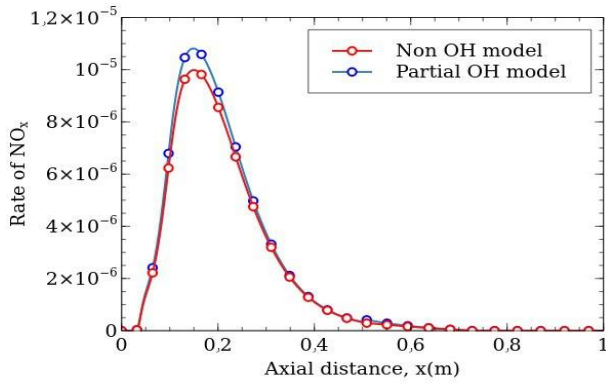 1,2×10⁻⁵
10⁻⁵
8×10⁻⁶
6×10⁻⁶
4×10⁻⁶
2×10⁻⁶
0
Rate of NOₓ
Non OH model
Partial OH model
0 0,2 0,4 0,6 0,8 1
Axial distance, x(m)